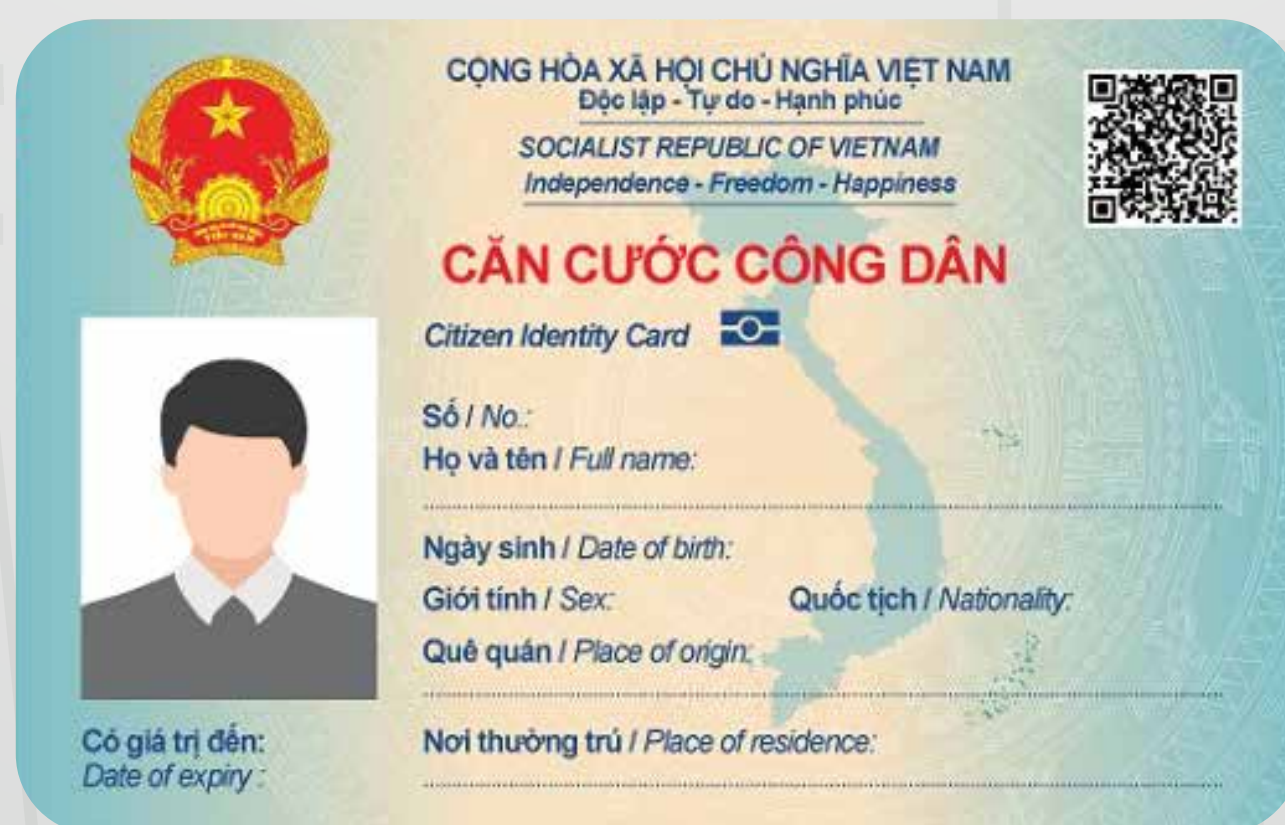 CỘNG HÒA XÃ HỘI CHỦ NGHĨA VIỆT NAM
Độc lập - Tự do - Hạnh phúc
SOCIALIST REPUBLIC OF VIETNAM
Independence - Freedom - Happiness
CĂN CƯỚC CÔNG DÂN
Citizen Identity Card
Số / No.:
Họ và tên / Full name:
Ngày sinh / Date of birth:
Giới tính / Sex: Quốc tịch / Nationality:
Quê quán / Place of origin:
Có giá trị đến:
Date of expiry :
Nơi thường trú / Place of residence: